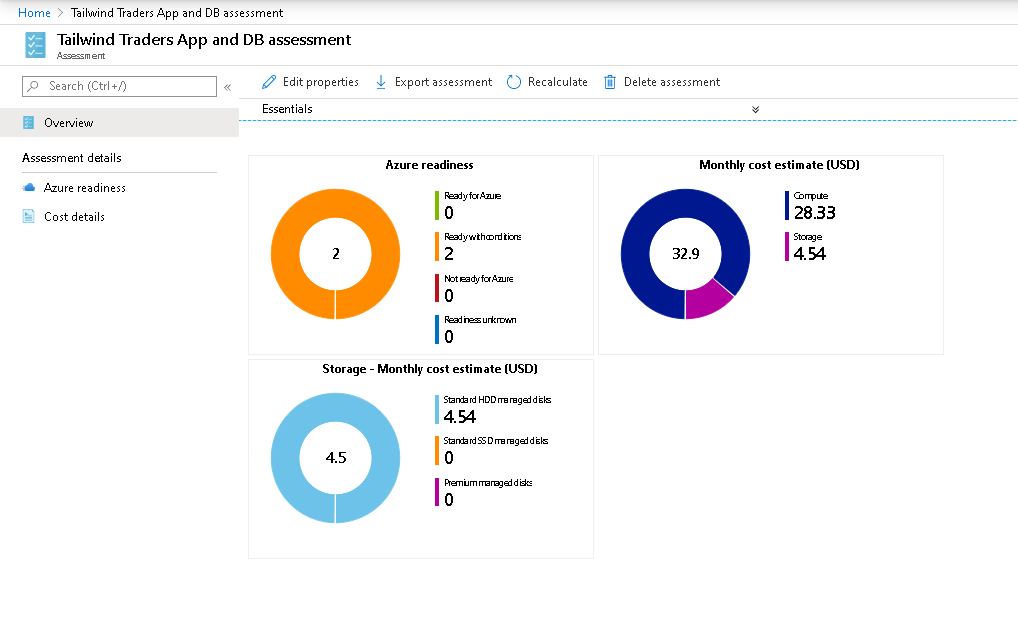 Home > Tailwind Traders App and DB assessment
Tailwind Traders App and DB assessment
Assessment
Search (Ctrl+/)
«
Edit properties
Export assessment
Recalculate
Delete assessment
Essentials
Overview
Assessment details
Azure readiness
Cost details
Azure readiness
2
Ready for Azure
0
Ready with conditions
2
Not ready for Azure
0
Readiness unknown
0
Monthly cost estimate (USD)
32.9
Compute
28.33
Storage
4.54
Storage - Monthly cost estimate (USD)
4.5
Standard HDD managed disks
4.54
Standard SSD managed disks
0
Premium managed disks
0